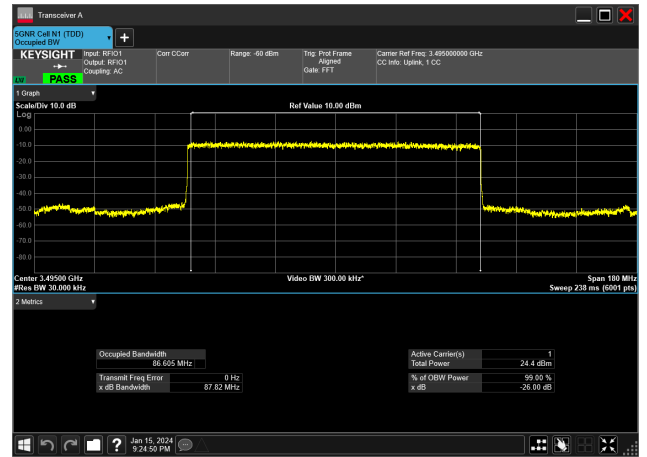 Transceiver A
5GNR Cell N1 (TDD)
Occupied BW
KEYSIGHT
LXI
PASS
Input: RFIO1
Output: RFIO1
Coupling: AC
Corr CCorr
Range: -60 dBm
Trig: Prot Frame
Aligned
Gate: FFT
Carrier Ref Freq: 3.495000000 GHz
CC Info: Uplink, 1 CC
1 Graph
Scale/Div 10.0 dB
Ref Value 10.00 dBm
Log
0.00
-10.0
-20.0
-30.0
-40.0
-50.0
-60.0
-70.0
-80.0
Center 3.49500 GHz
Video BW 300.00 kHz*
Span 180 MHz
#Res BW 30.000 kHz
Sweep 238 ms (6001 pts)
2 Metrics
Occupied Bandwidth
86.605 MHz
Transmit Freq Error 0 Hz
x dB Bandwidth 87.82 MHz
Active Carrier(s) 1
Total Power 24.4 dBm
% of OBW Power 99.00 %
x dB -26.00 dB
Jan 15, 2024
9:24:50 PM